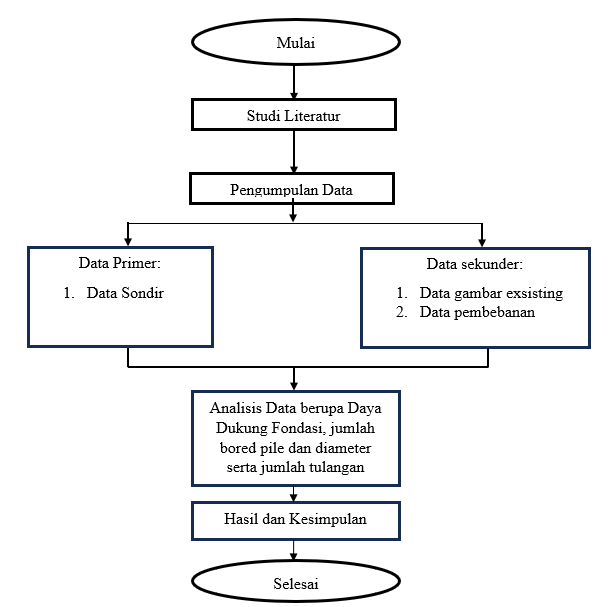 Mulai
Studi Literatur
Pengumpulan Data
Data Primer:
1. Data Sondir
Data sekunder:
1. Data gambar exsisting
2. Data pembebanan
Analisis Data berupa Daya
Dukung Fondasi, jumlah
bored pile dan diameter
serta jumlah tulangan
Hasil dan Kesimpulan
Selesai